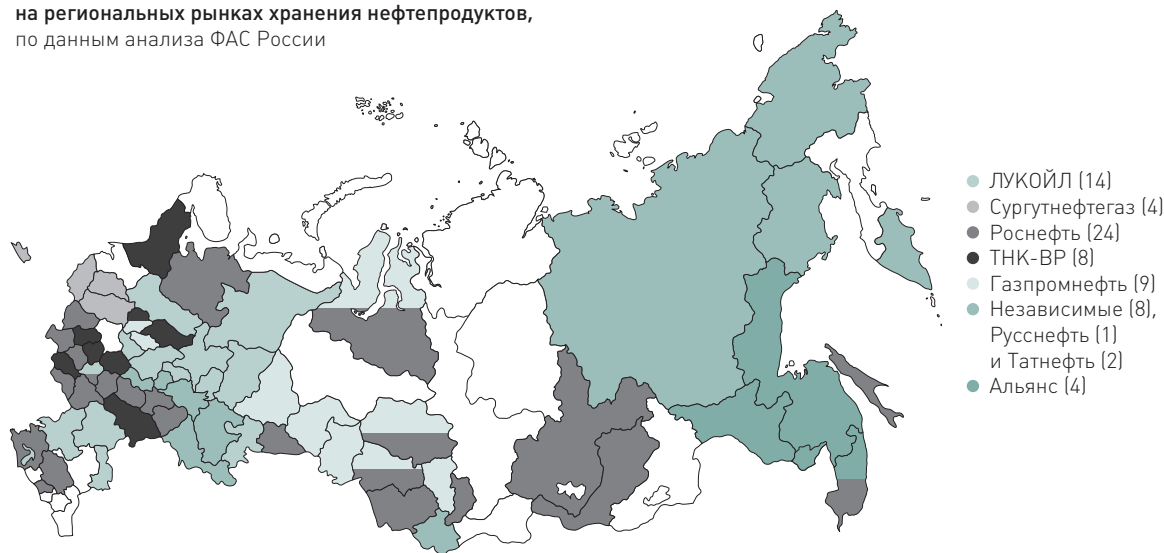 на региональных рынках хранения нефтепродуктов,
по данным анализа ФАС России
ЛУКОЙЛ (14)
Сургутнефтегаз (4)
Роснефть (24)
ТНК-ВР (8)
Газпромнефть (9)
Независимые (8),
Русснефть (1)
и Татнефть (2)
Альянс (4)